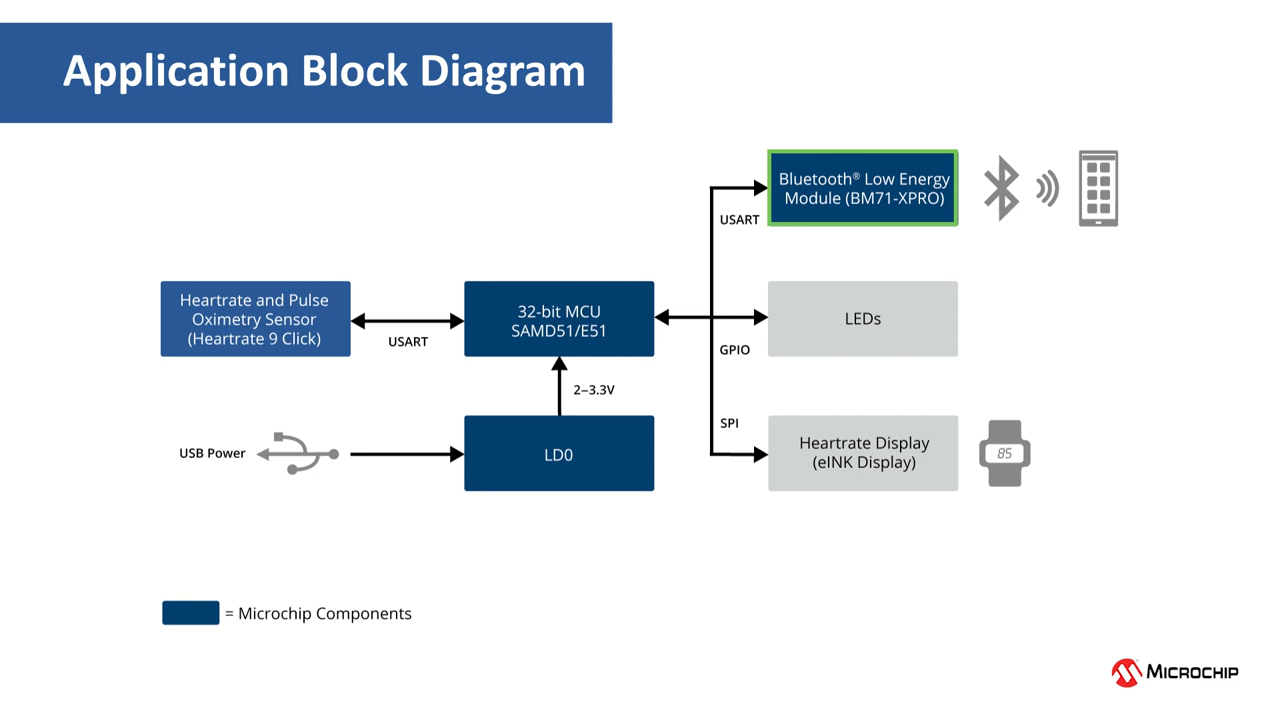 Application Block Diagram
Bluetooth® Low Energy
Module (BM71-XPRO)
USART
Heartrate and Pulse
Oximetry Sensor
(Heartrate 9 Click)
USART
32-bit MCU
SAMD51/E51
LEDs
GPIO
2–3.3V
SPI
USB Power
LD0
Heartrate Display
(eINK Display)
85
= Microchip Components
MICROCHIP